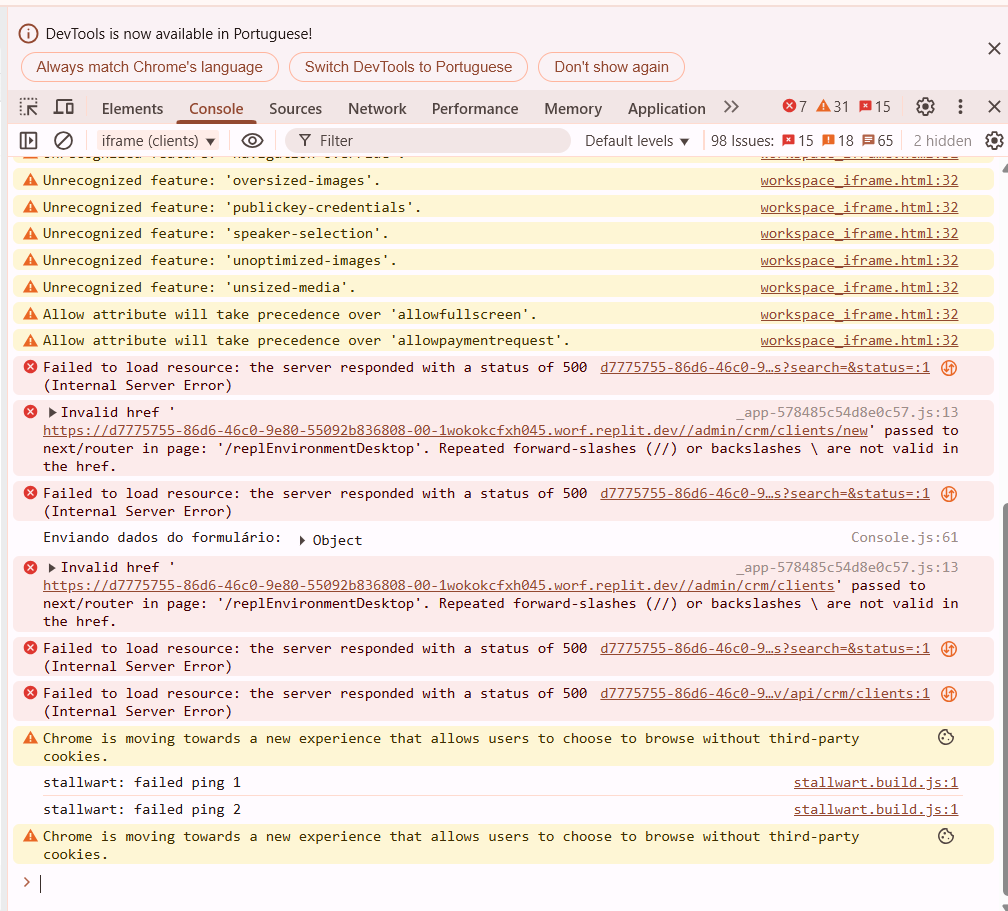 DevTools is now available in Portuguese!
Always match Chrome's language
Switch DevTools to Portuguese
Don't show again
Elements Console Sources Network Performance Memory Application 7 31 15
iframe (clients) Filter Default levels 98 Issues: 15 18 65 2 hidden
Unrecognized feature: 'oversized-images'. workspace_iframe.html:32
Unrecognized feature: 'publickey-credentials'. workspace_iframe.html:32
Unrecognized feature: 'speaker-selection'. workspace_iframe.html:32
Unrecognized feature: 'unoptimized-images'. workspace_iframe.html:32
Unrecognized feature: 'unsized-media'. workspace_iframe.html:32
Allow attribute will take precedence over 'allowfullscreen'. workspace_iframe.html:32
Allow attribute will take precedence over 'allowpaymentrequest'. workspace_iframe.html:32
Failed to load resource: the server responded with a status of 500 d7775755-86d6-46c0-9…s?search=&status=:1
(Internal Server Error)
Invalid href ' _app-578485c54d8e0c57.js:13
https://d7775755-86d6-46c0-9e80-55092b836808-00-1wokokcfxh045.worf.replit.dev//admin/crm/clients/new' passed to
next/router in page: '/replEnvironmentDesktop'. Repeated forward-slashes (//) or backslashes \ are not valid in
the href.
Failed to load resource: the server responded with a status of 500 d7775755-86d6-46c0-9…s?search=&status=:1
(Internal Server Error)
Enviando dados do formulário: Object Console.js:61
Invalid href ' _app-578485c54d8e0c57.js:13
https://d7775755-86d6-46c0-9e80-55092b836808-00-1wokokcfxh045.worf.replit.dev//admin/crm/clients' passed to
next/router in page: '/replEnvironmentDesktop'. Repeated forward-slashes (//) or backslashes \ are not valid in
the href.
Failed to load resource: the server responded with a status of 500 d7775755-86d6-46c0-9…s?search=&status=:1
(Internal Server Error)
Failed to load resource: the server responded with a status of 500 d7775755-86d6-46c0-9…v/api/crm/clients:1
(Internal Server Error)
Chrome is moving towards a new experience that allows users to choose to browse without third-party
cookies.
stallwart: failed ping 1 stallwart.build.js:1
stallwart: failed ping 2 stallwart.build.js:1
Chrome is moving towards a new experience that allows users to choose to browse without third-party
cookies.